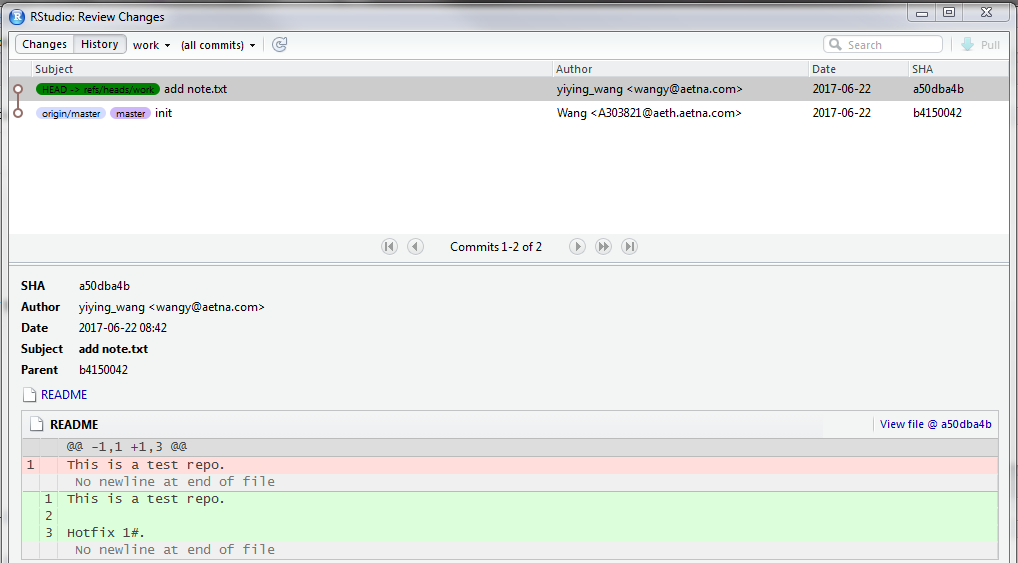 RStudio: Review Changes
Changes History work (all commits) Search Pull
Subject Author Date SHA
HEAD -> refs/heads/work add note.txt yiying_wang <wangy@aetna.com> 2017-06-22 a50dba4b
origin/master master init Wang <A303821@aeth.aetna.com> 2017-06-22 b4150042
Commits 1-2 of 2
SHA a50dba4b
Author yiying_wang <wangy@aetna.com>
Date 2017-06-22 08:42
Subject add note.txt
Parent b4150042
README
README View file @ a50dba4b
@@ -1,1 +1,3 @@
1 This is a test repo.
No newline at end of file
1 This is a test repo.
2
3 Hotfix 1#.
No newline at end of file